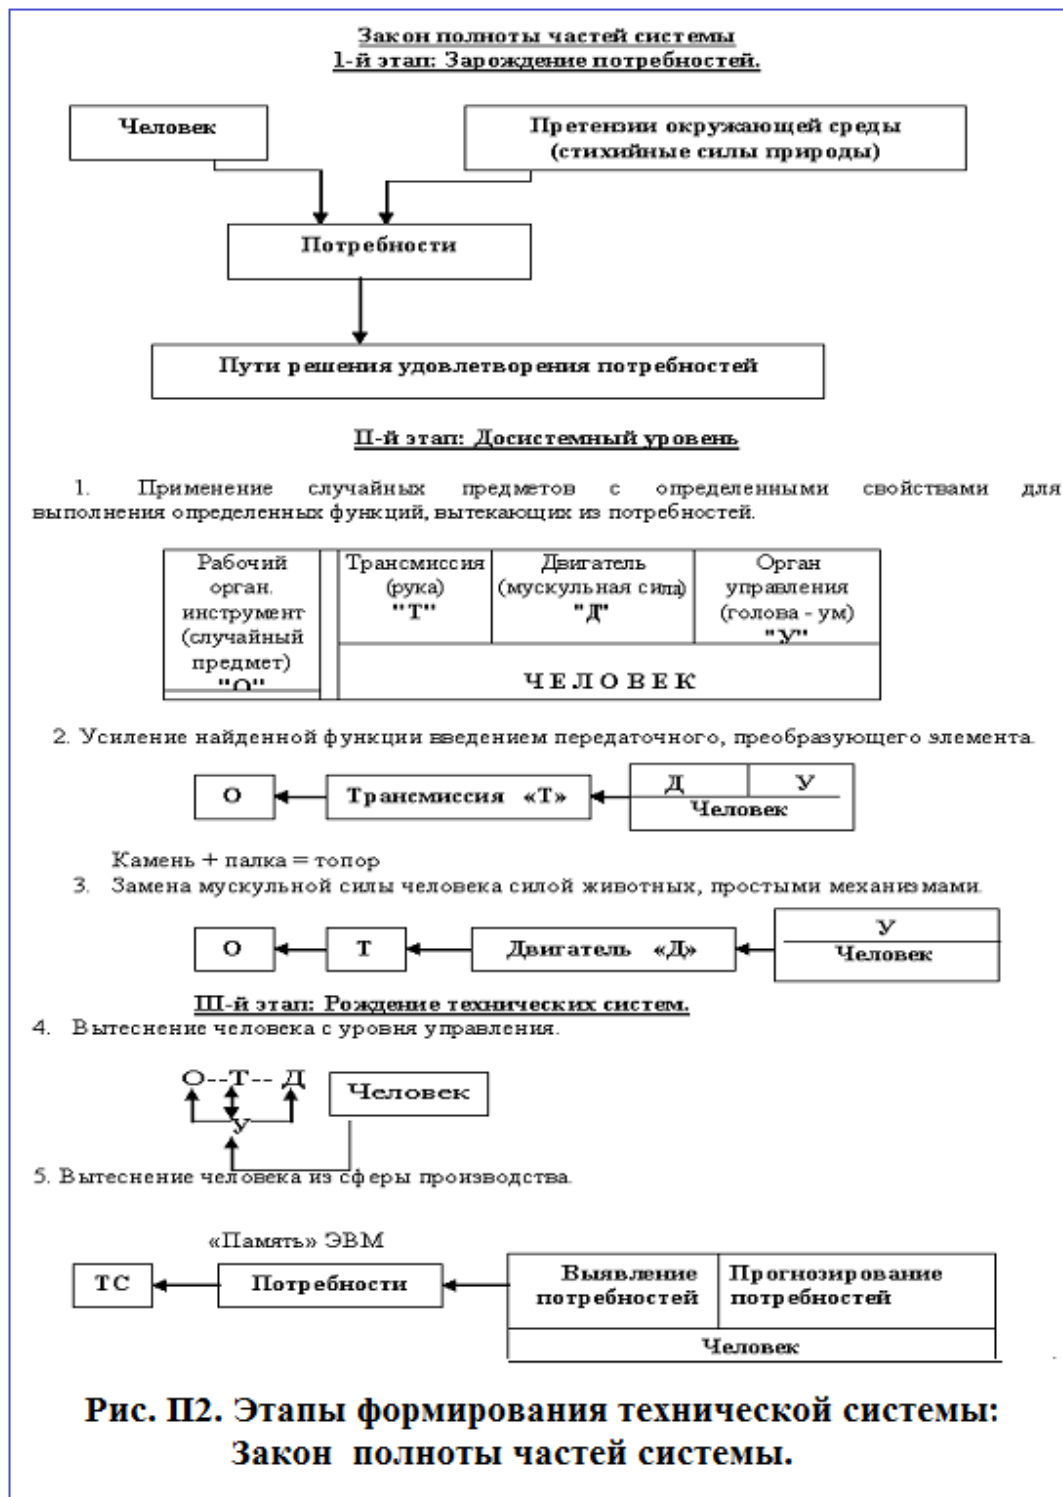 Закон полноты частей системы
1-й этап: Зарождение потребностей.
Человек
Претензии окружающей среды
(стихийные силы природы)
Потребности
Пути решения удовлетворения потребностей
II-й этап: Досистемный уровень
1. Применение случайных предметов с определенными свойствами для
выполнения определенных функций, вытекающих из потребностей.
Рабочий
орган.
инструмент
(случайный
предмет)
"О"
Трансмиссия
(рука)
"Т"
Двигатель
(мускульная сила)
"Д"
Орган
управления
(голова - ум)
"У"
Ч Е Л О В Е К
2. Усиление найденной функции введением передаточного, преобразующего элемента.
О
Трансмиссия «Т»
Д У
Человек
Камень + палка = топор
3. Замена мускульной силы человека силой животных, простыми механизмами.
О
Т
Двигатель «Д»
У
Человек
III-й этап: Рождение технических систем.
4. Вытеснение человека с уровня управления.
О--Т-- Д
Человек
У
5. Вытеснение человека из сферы производства.
«Память» ЭВМ
ТС
Потребности
Выявление
потребностей
Прогнозирование
потребностей
Человек
Рис. П2. Этапы формирования технической системы:
Закон полноты частей системы.